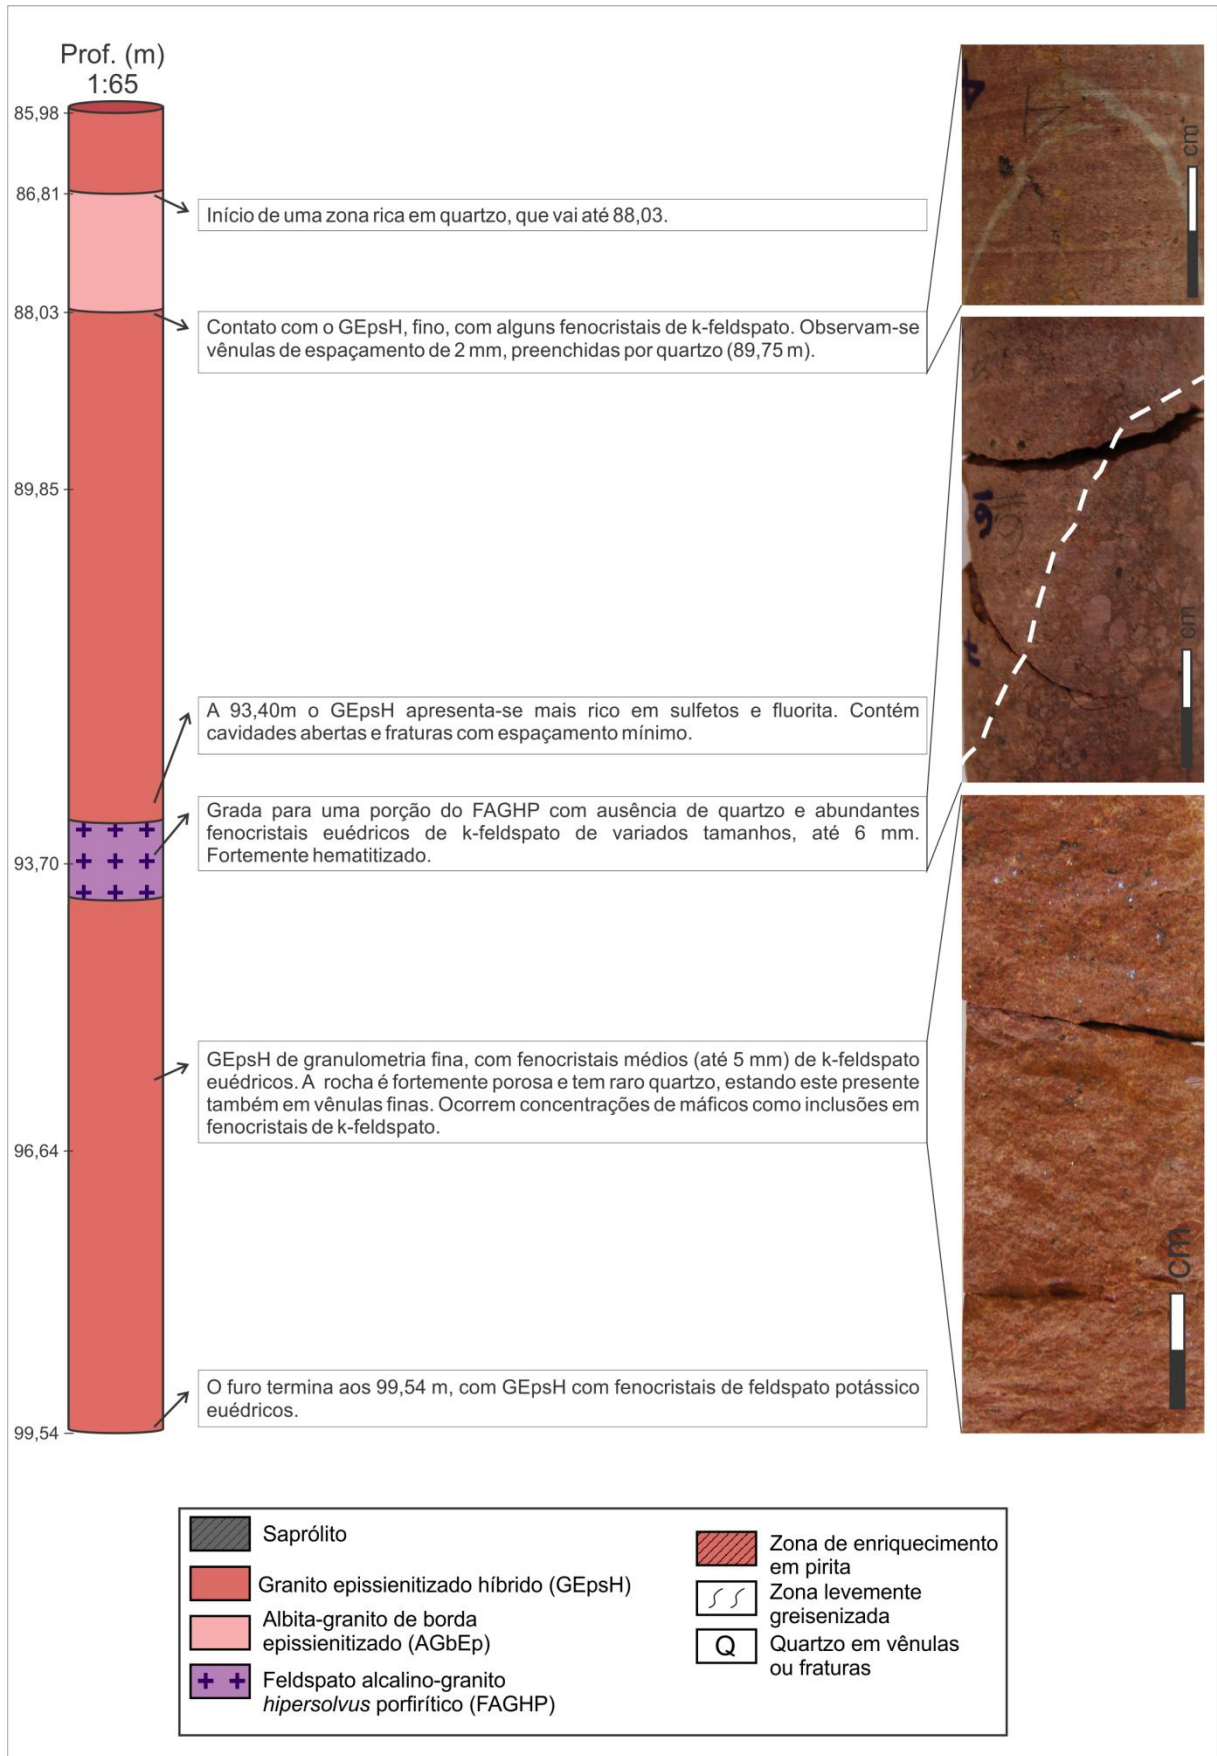 Prof. (m)
1:65
85,98
86,81
Início de uma zona rica em quartzo, que vai até 88,03.
88,03
Contato com o GEpsH, fino, com alguns fenocristais de k-feldspato. Observam-se
vênulas de espaçamento de 2 mm, preenchidas por quartzo (89,75 m).
89,85
A 93,40m o GEpsH apresenta-se mais rico em sulfetos e fluorita. Contém
cavidades abertas e fraturas com espaçamento mínimo.
Grada para uma porção do FAGHP com ausência de quartzo e abundantes
fenocristais euédricos de k-feldspato de variados tamanhos, até 6 mm.
Fortemente hematitizado.
93,70
GEpsH de granulometria fina, com fenocristais médios (até 5 mm) de k-feldspato
euédricos. A rocha é fortemente porosa e tem raro quartzo, estando este presente
também em vênulas finas. Ocorrem concentrações de máficos como inclusões em
fenocristais de k-feldspato.
96,64
O furo termina aos 99,54 m, com GEpsH com fenocristais de feldspato potássico
euédricos.
99,54
cm
cm
cm
Saprólito
Granito epissienitizado híbrido (GEpsH)
Albita-granito de borda
epissienitizado (AGbEp)
Feldspato alcalino-granito
hipersolvus porfirítico (FAGHP)
Zona de enriquecimento
em pirita
Zona levemente
greisenizada
Q
Quartzo em vênulas
ou fraturas